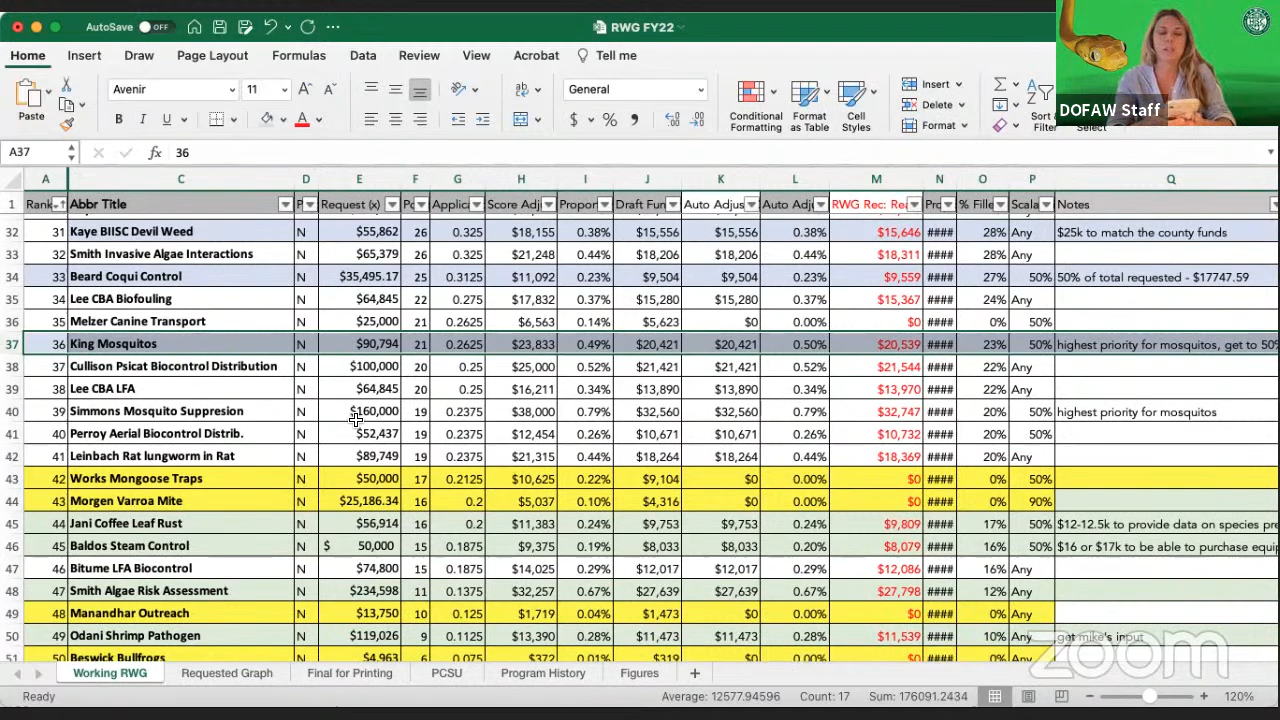 AutoSave OFF RWG FY22
Home Insert Draw Page Layout Formulas Data Review View Acrobat Tell me
Paste Avenir 11 General Conditional Formatting Format as Table Cell Styles Insert Delete Format Sort Filter Select
DOFAW Staff
A37 fx 36
A C D E F G H I J K L M N O P Q
1 Rank Abbr Title Request (x) Applica Score Adj Propor Draft Fun Auto Adjus Auto Adj RWG Rec: Rea Pro % Fille Scala Notes
32 31 Kaye BIISC Devil Weed N $55,862 26 0.325 $18,155 0.38% $15,556 $15,556 0.38% $15,646 #### 28% Any $25k to match the county funds
33 32 Smith Invasive Algae Interactions N $65,379 26 0.325 $21,248 0.44% $18,206 $18,206 0.44% $18,311 #### 28% Any
34 33 Beard Coqui Control N $35,495.17 25 0.3125 $11,092 0.23% $9,504 $9,504 0.23% $9,559 #### 27% 50% 50% of total requested - $17747.59
35 34 Lee CBA Biofouling N $64,845 22 0.275 $17,832 0.37% $15,280 $15,280 0.37% $15,367 #### 24% Any
36 35 Melzer Canine Transport N $25,000 21 0.2625 $6,563 0.14% $5,623 $0 0.00% $0 #### 0% 50%
37 36 King Mosquitos N $90,794 21 0.2625 $23,833 0.49% $20,421 $20,421 0.50% $20,539 #### 23% 50% highest priority for mosquitos, get to 50%
38 37 Cullison Psicat Biocontrol Distribution N $100,000 20 0.25 $25,000 0.52% $21,421 $21,421 0.52% $21,544 #### 22% Any
39 38 Lee CBA LFA N $64,845 20 0.25 $16,211 0.34% $13,890 $13,890 0.34% $13,970 #### 22% Any
40 39 Simmons Mosquito Suppresion N $160,000 19 0.2375 $38,000 0.79% $32,560 $32,560 0.79% $32,747 #### 20% 50% highest priority for mosquitos
41 40 Perroy Aerial Biocontrol Distrib. N $52,437 19 0.2375 $12,454 0.26% $10,671 $10,671 0.26% $10,732 #### 20% 50%
42 41 Leinbach Rat lungworm in Rat N $89,749 19 0.2375 $21,315 0.44% $18,264 $18,264 0.44% $18,369 #### 20% Any
43 42 Works Mongoose Traps N $50,000 17 0.2125 $10,625 0.22% $9,104 $0 0.00% $0 #### 0% 50%
44 43 Morgen Varroa Mite N $25,186.34 16 0.2 $5,037 0.10% $4,316 $0 0.00% $0 #### 0% 90%
45 44 Jani Coffee Leaf Rust N $56,914 16 0.2 $11,383 0.24% $9,753 $9,753 0.24% $9,809 #### 17% 50% $12-12.5k to provide data on species pr
46 45 Baldos Steam Control N $ 50,000 15 0.1875 $9,375 0.19% $8,033 $8,033 0.20% $8,079 #### 16% 50% $16 or $17k to be able to purchase equip
47 46 Bitume LFA Biocontrol N $74,800 15 0.1875 $14,025 0.29% $12,017 $12,017 0.29% $12,086 #### 16% Any
48 47 Smith Algae Risk Assessment N $234,598 11 0.1375 $32,257 0.67% $27,639 $27,639 0.67% $27,798 #### 12% Any
49 48 Manandhar Outreach N $13,750 10 0.125 $1,719 0.04% $1,473 $0 0.00% $0 #### 0% Any
50 49 Odani Shrimp Pathogen N $119,026 9 0.1125 $13,390 0.28% $11,473 $11,473 0.28% $11,539 #### 10% Any get mike's input
51 50 Beswick Bullfrogs N $4,963 6 0.075 $372 0.01% $319 $0 0.00% $0 #### 0% Any
zoom
Working RWG Requested Graph Final for Printing PCSU Program History Figures +
Ready Average: 12577.94596 Count: 17 Sum: 176091.2434 120%